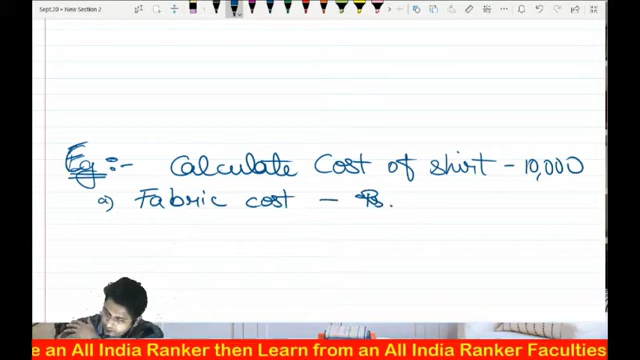 Sept.20 • New Section 2
Eg :- Calculate Cost of shirt - 10,000
a) Fabric cost - Rs.
e an All India Ranker then Learn from an All India Ranker Faculties